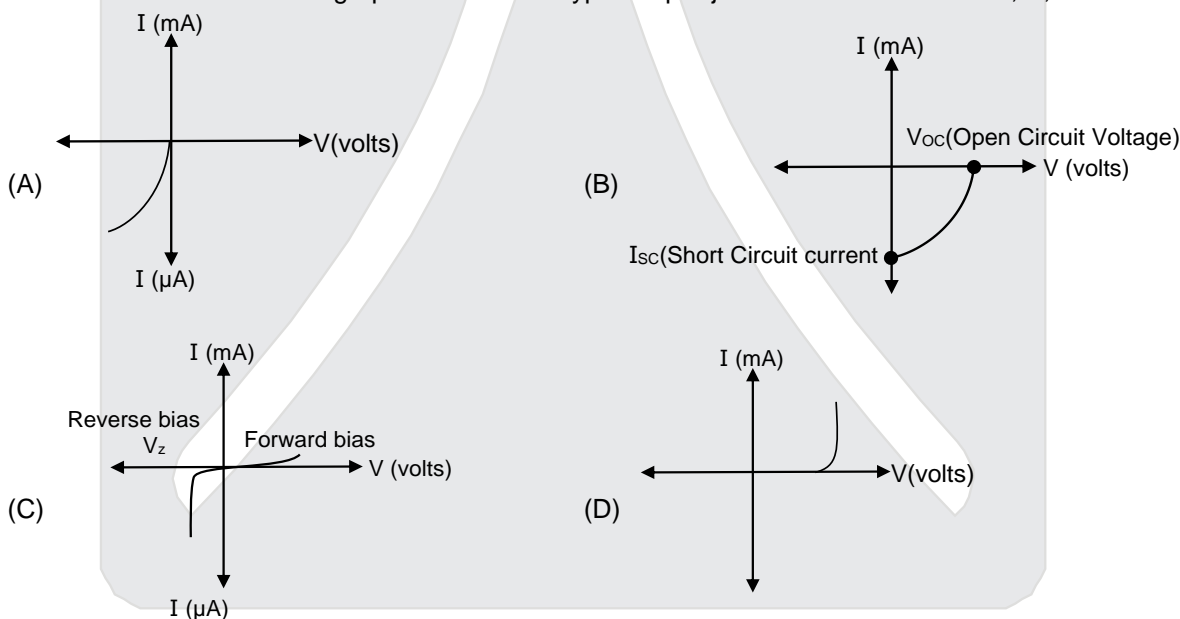 I (mA)
V(volts)
(A)
I (µA)
I (mA)
VOC(Open Circuit Voltage)
V (volts)
(B)
ISC(Short Circuit current
I (mA)
Reverse bias
Vz
Forward bias
V (volts)
(C)
I (µA)
I (mA)
V(volts)
(D)